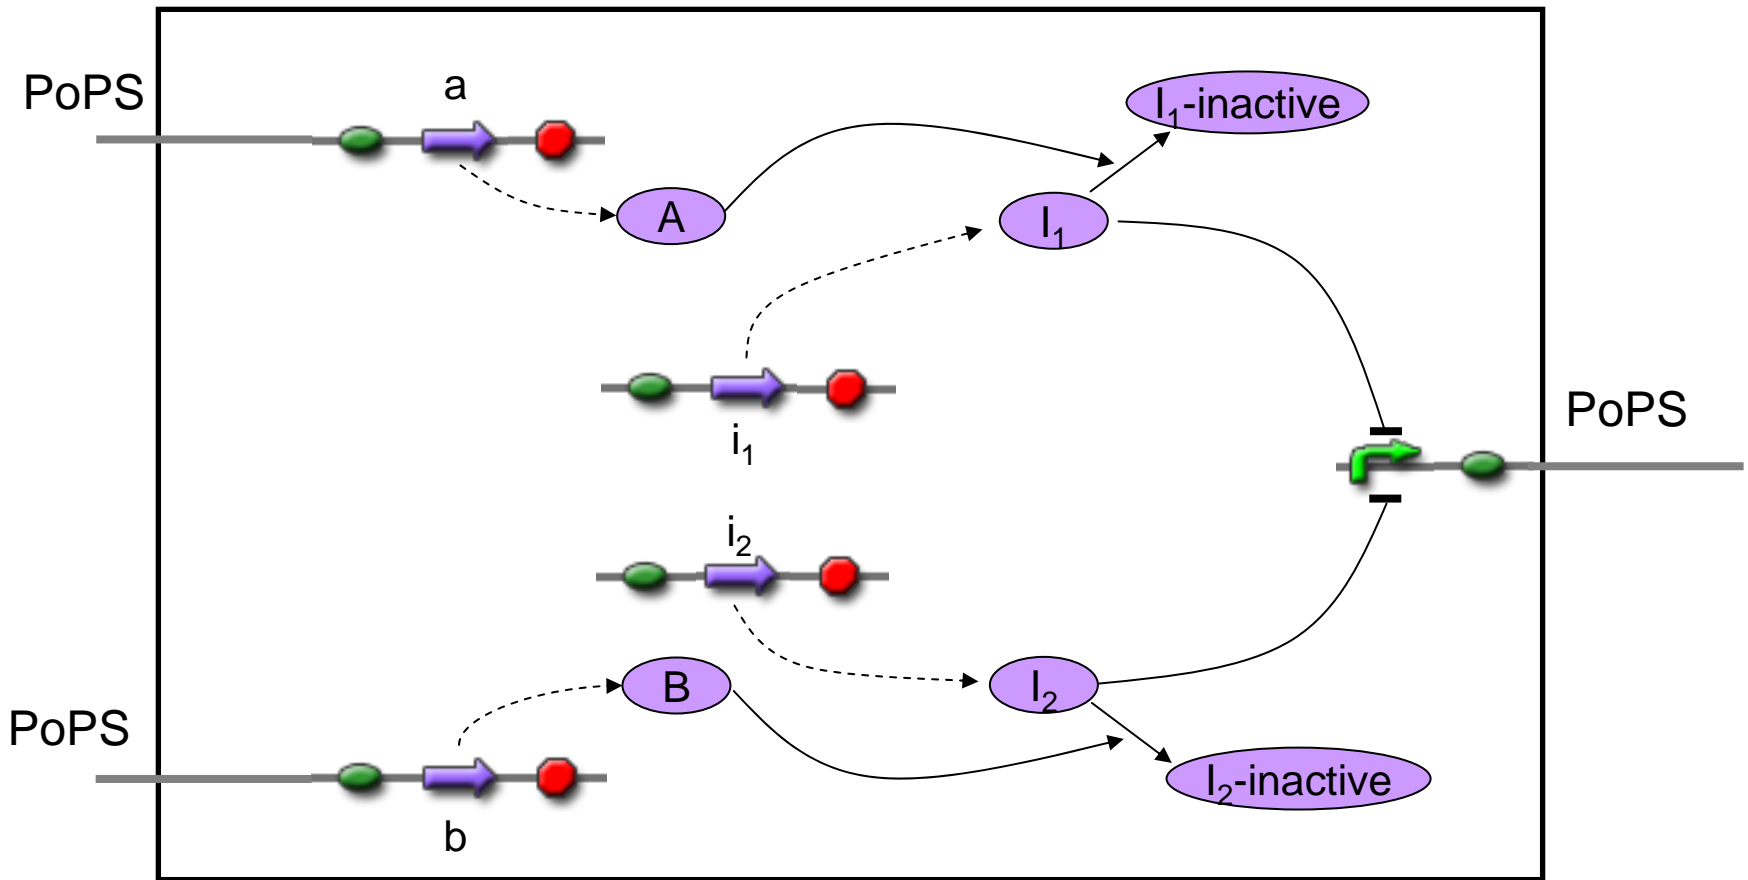 PoPS
a
I₁-inactive
A
I₁
i₁
PoPS
i₂
B
I₂
PoPS
I₂-inactive
b